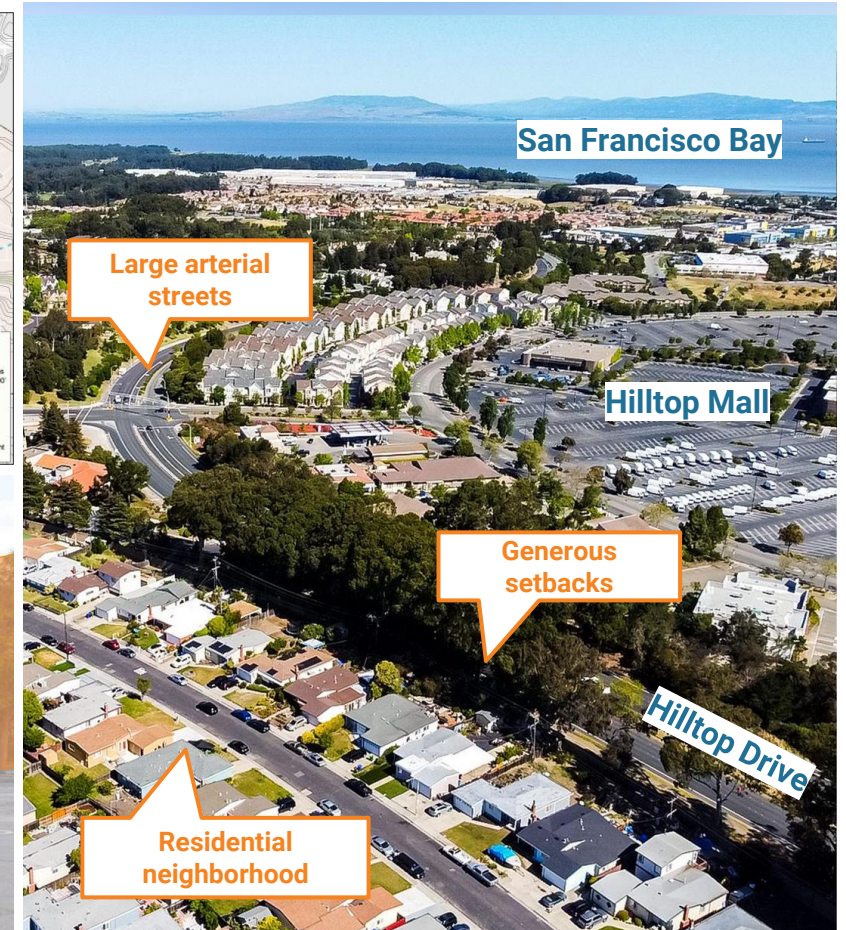 San Francisco Bay
Large arterial
streets
Hilltop Mall
Generous
setbacks
Hilltop Drive
Residential
neighborhood